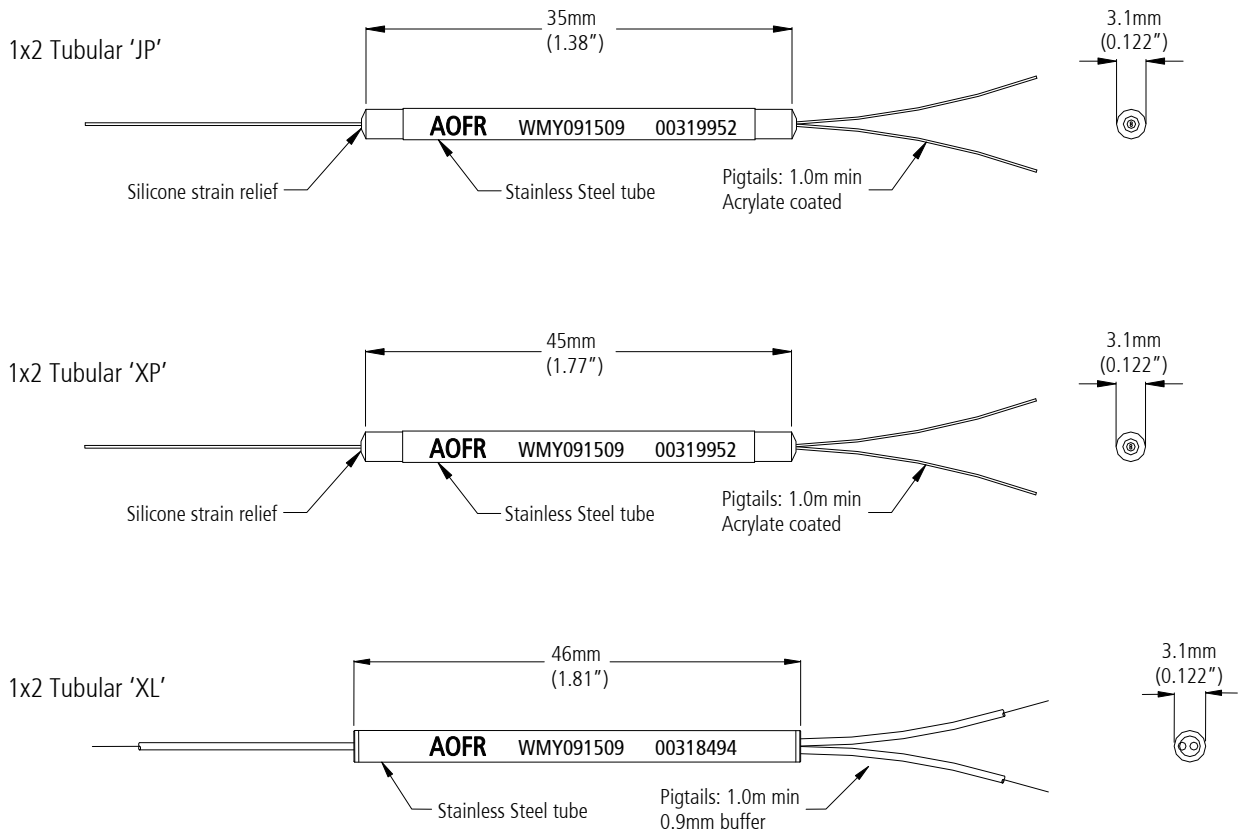 1x2 Tubular ‘JP’
35mm
(1.38”)
3.1mm
(0.122”)
AOFR WMY091509 00319952
Silicone strain relief
Stainless Steel tube
Pigtails: 1.0m min
Acrylate coated
1x2 Tubular ‘XP’
45mm
(1.77”)
3.1mm
(0.122”)
AOFR WMY091509 00319952
Silicone strain relief
Stainless Steel tube
Pigtails: 1.0m min
Acrylate coated
1x2 Tubular ‘XL’
46mm
(1.81”)
3.1mm
(0.122”)
AOFR WMY091509 00318494
Stainless Steel tube
Pigtails: 1.0m min
0.9mm buffer